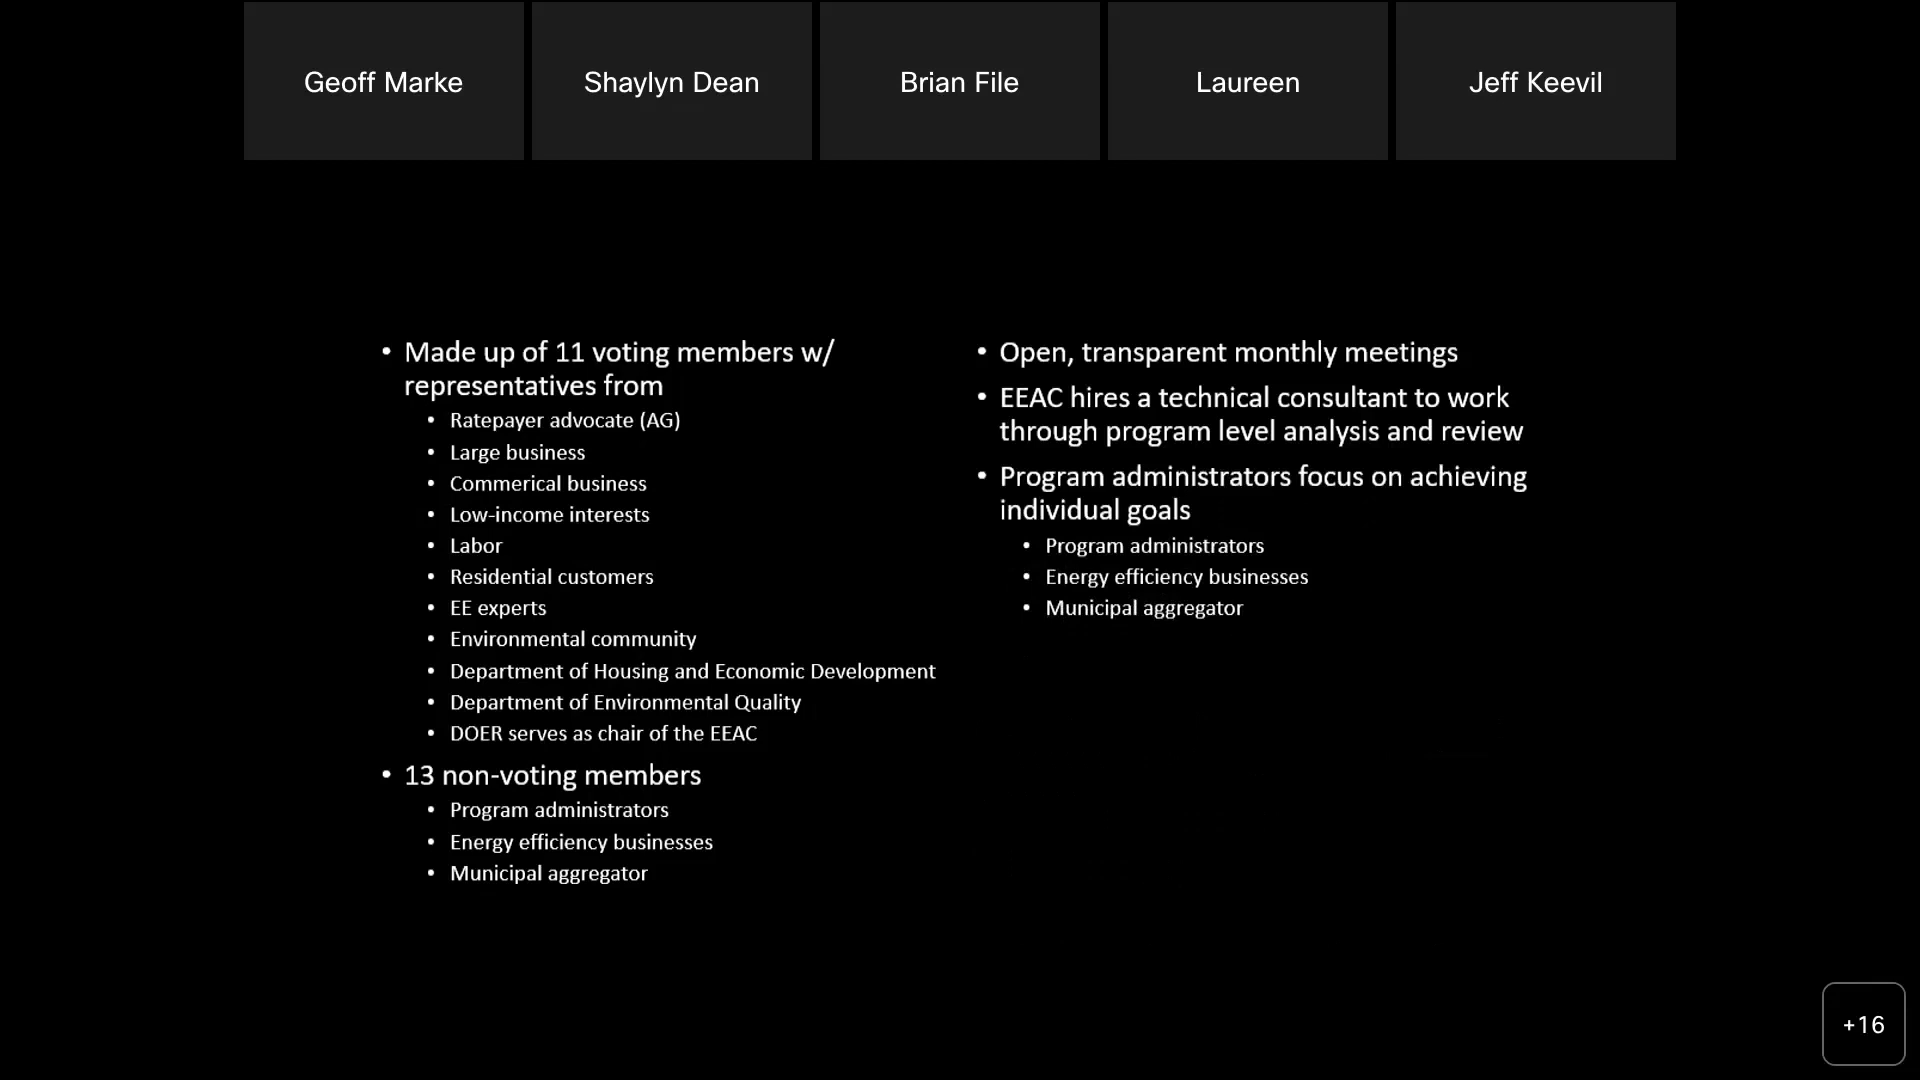 Geoff Marke
Shaylyn Dean
Brian File
Laureen
Jeff Keevil
• Made up of 11 voting members w/
representatives from
• Ratepayer advocate (AG)
• Large business
• Commerical business
• Low-income interests
• Labor
• Residential customers
• EE experts
• Environmental community
• Department of Housing and Economic Development
• Department of Environmental Quality
• DOER serves as chair of the EEAC
• 13 non-voting members
• Program administrators
• Energy efficiency businesses
• Municipal aggregator
• Open, transparent monthly meetings
• EEAC hires a technical consultant to work
through program level analysis and review
• Program administrators focus on achieving
individual goals
• Program administrators
• Energy efficiency businesses
• Municipal aggregator
+16